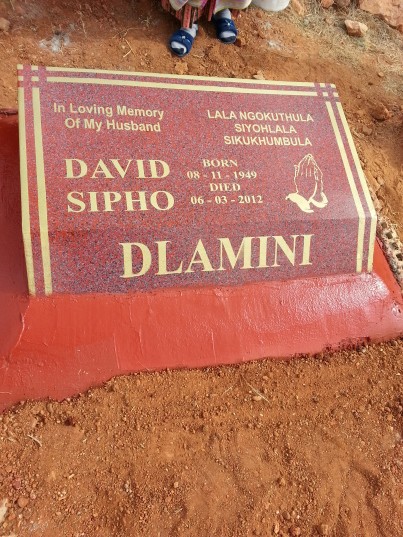 In Loving Memory
Of My Husband
LALA NGOKUTHULA
SIYOHLALA
SIKUKHUMBULA
DAVID
SIPHO
BORN
08 - 11 - 1949
DIED
06 - 03 - 2012
DLAMINI